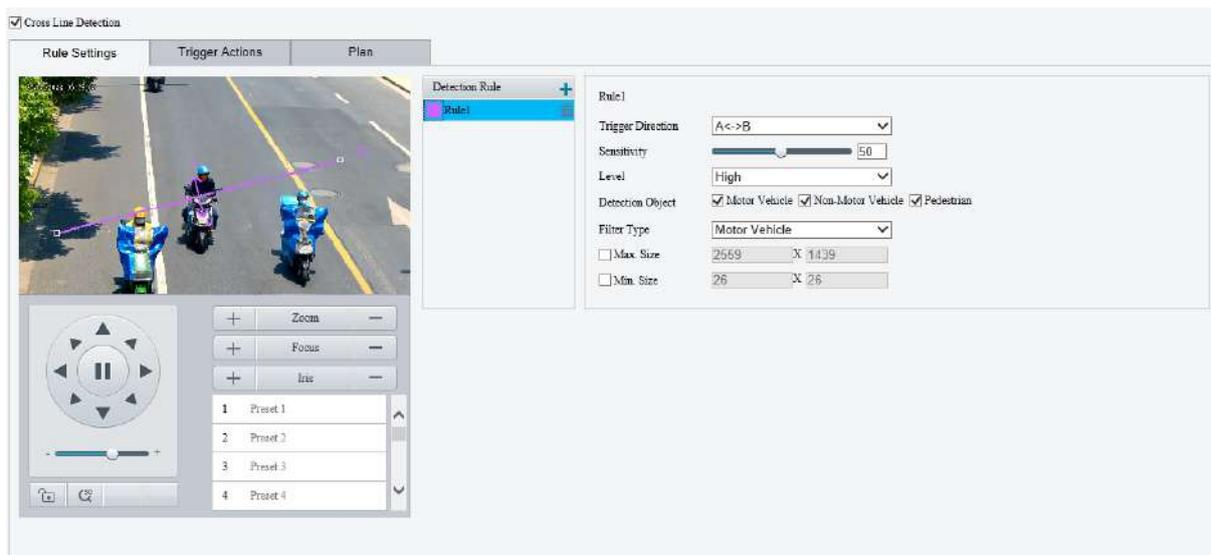 Cross Line Detection
Rule Settings
Trigger Actions
Plan
Detection Rule
+
Rule1
Rule1
Trigger Direction
A<->B
Sensitivity
50
Level
High
Detection Object
Motor Vehicle
Non-Motor Vehicle
Pedestrian
Filter Type
Motor Vehicle
Max. Size
2559
X
1439
Min. Size
26
X
26
+ Zoom −
+ Focus −
+ Iris −
1 Preset 1
2 Preset 2
3 Preset 3
4 Preset 4
- +